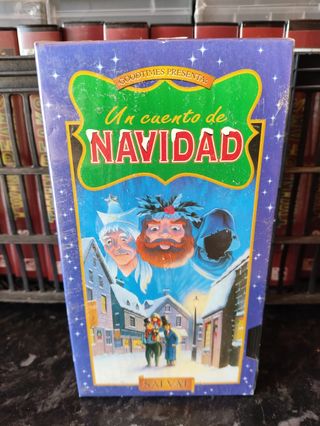 GOODTIMES PRESENTA:
Un cuento de
NAVIDAD
SALVAT